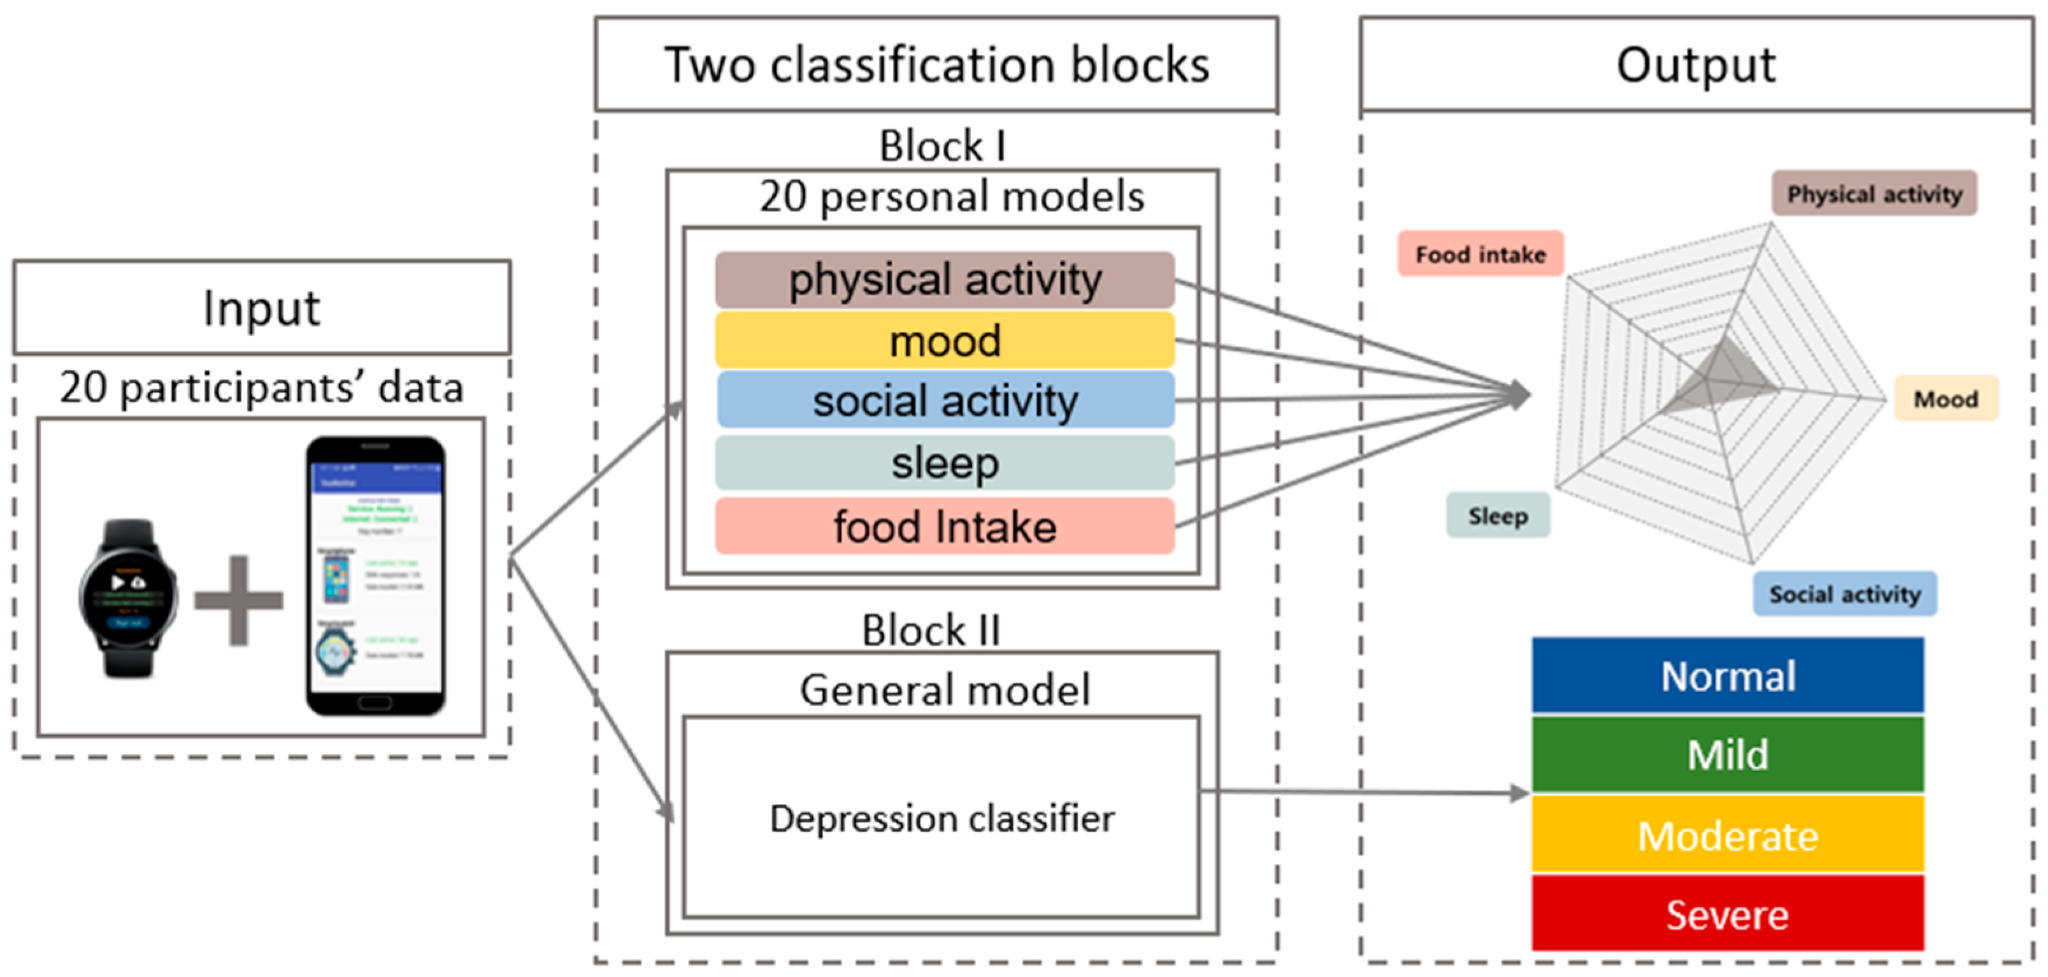 Input
20 participants’ data
Two classification blocks
Block I
20 personal models
physical activity
mood
social activity
sleep
food Intake
Block II
General model
Depression classifier
Output
Physical activity
Food intake
Mood
Sleep
Social activity
Normal
Mild
Moderate
Severe